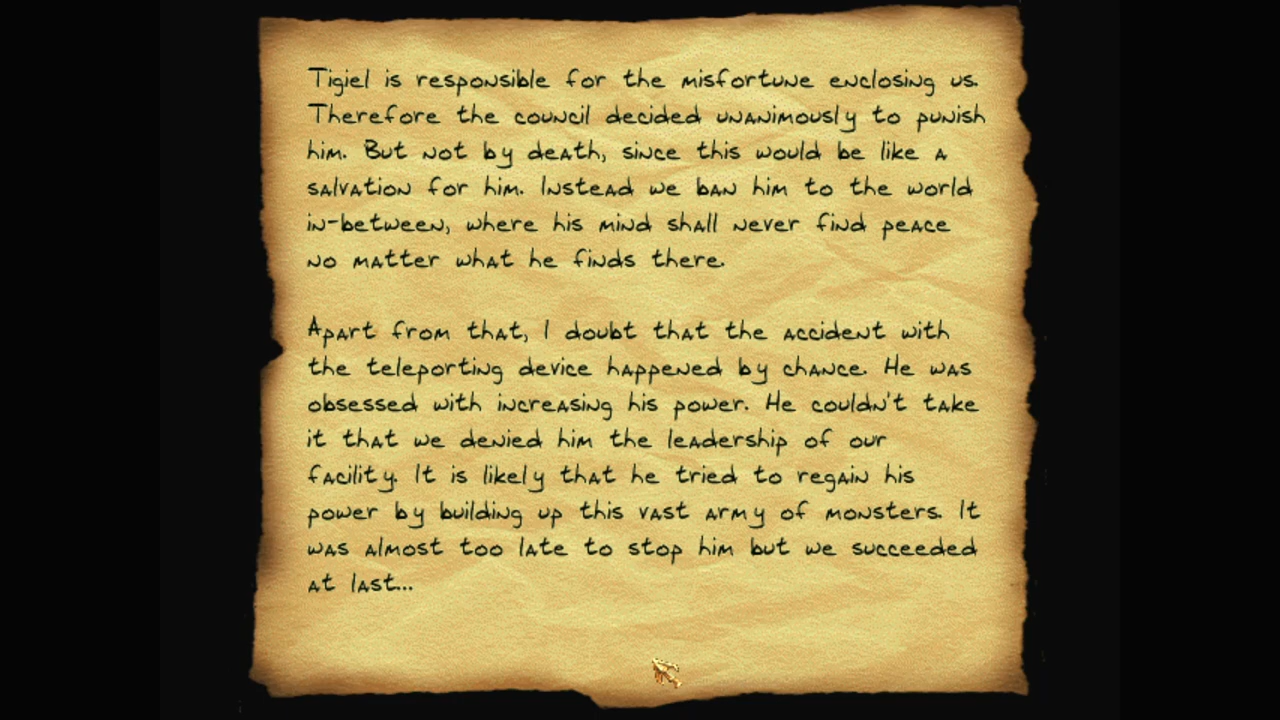 Tigiel is responsible for the misfortune enclosing us.
Therefore the council decided unanimously to punish
him. But not by death, since this would be like a
salvation for him. Instead we ban him to the world
in-between, where his mind shall never find peace
no matter what he finds there.
Apart from that, I doubt that the accident with
the teleporting device happened by chance. He was
obsessed with increasing his power. He couldn't take
it that we denied him the leadership of our
facility. It is likely that he tried to regain his
power by building up this vast army of monsters. It
was almost too late to stop him but we succeeded
at last...